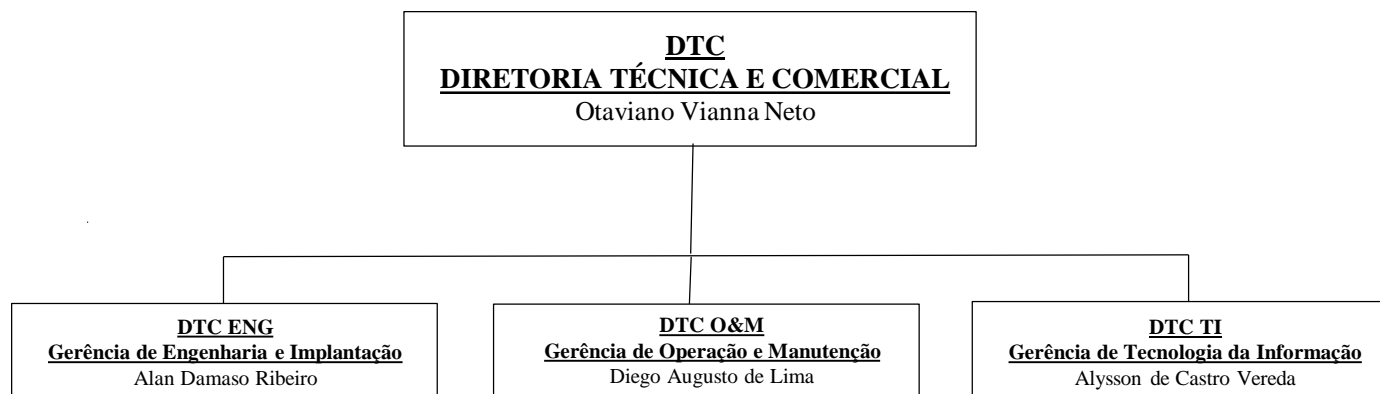 DTC
DIRETORIA TÉCNICA E COMERCIAL
Otaviano Vianna Neto
DTC ENG
Gerência de Engenharia e Implantação
Alan Damaso Ribeiro
DTC O&M
Gerência de Operação e Manutenção
Diego Augusto de Lima
DTC TI
Gerência de Tecnologia da Informação
Alysson de Castro Vereda